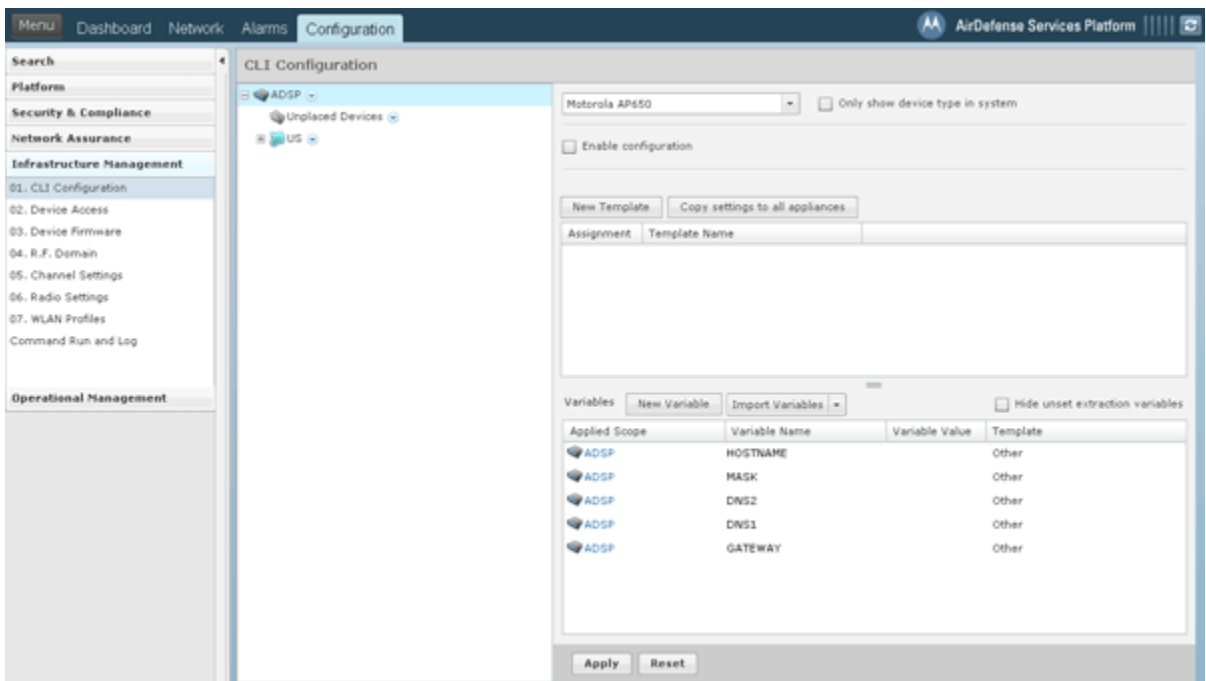 Menu Dashboard Network Alarms Configuration AirDefense Services Platform
Search
Platform
Security & Compliance
Network Assurance
Infrastructure Management
01. CLI Configuration
02. Device Access
03. Device Firmware
04. R.F. Domain
05. Channel Settings
06. Radio Settings
07. WLAN Profiles
Command Run and Log
Operational Management
CLI Configuration
ADSP
Unplaced Devices
US
Motorola AP650 Only show device type in system
Enable configuration
New Template Copy settings to all appliances
Assignment Template Name
Variables New Variable Import Variables Hide unset extraction variables
Applied Scope Variable Name Variable Value Template
ADSP HOSTNAME Other
ADSP MASK Other
ADSP DNS2 Other
ADSP DNS1 Other
ADSP GATEWAY Other
Apply Reset